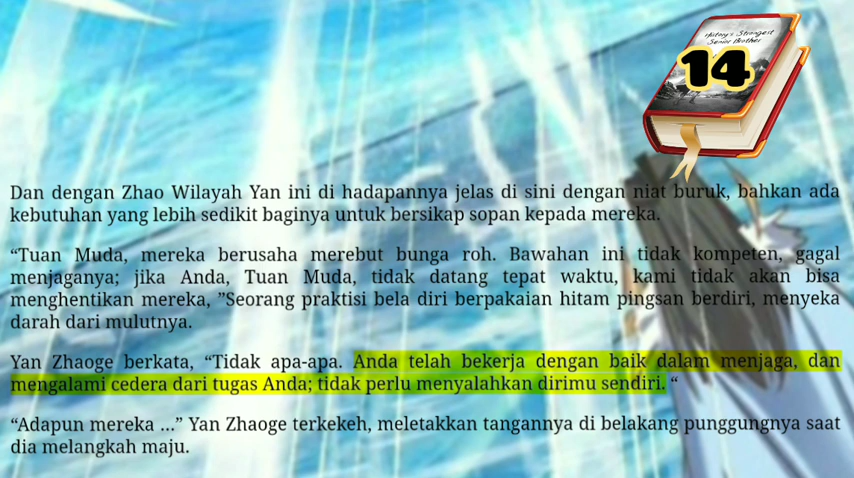 History's Strongest
Senior Brother
14
Dan dengan Zhao Wilayah Yan ini di hadapannya jelas di sini dengan niat buruk, bahkan ada
kebutuhan yang lebih sedikit baginya untuk bersikap sopan kepada mereka.
“Tuan Muda, mereka berusaha merebut bunga roh. Bawahan ini tidak kompeten, gagal
menjaganya; jika Anda, Tuan Muda, tidak datang tepat waktu, kami tidak akan bisa
menghentikan mereka, ”Seorang praktisi bela diri berpakaian hitam pingsan berdiri, menyeka
darah dari mulutnya.
Yan Zhaoge berkata, “Tidak apa-apa. Anda telah bekerja dengan baik dalam menjaga, dan
mengalami cedera dari tugas Anda; tidak perlu menyalahkan dirimu sendiri. “
“Adapun mereka ...” Yan Zhaoge terkekeh, meletakkan tangannya di belakang punggungnya saat
dia melangkah maju.